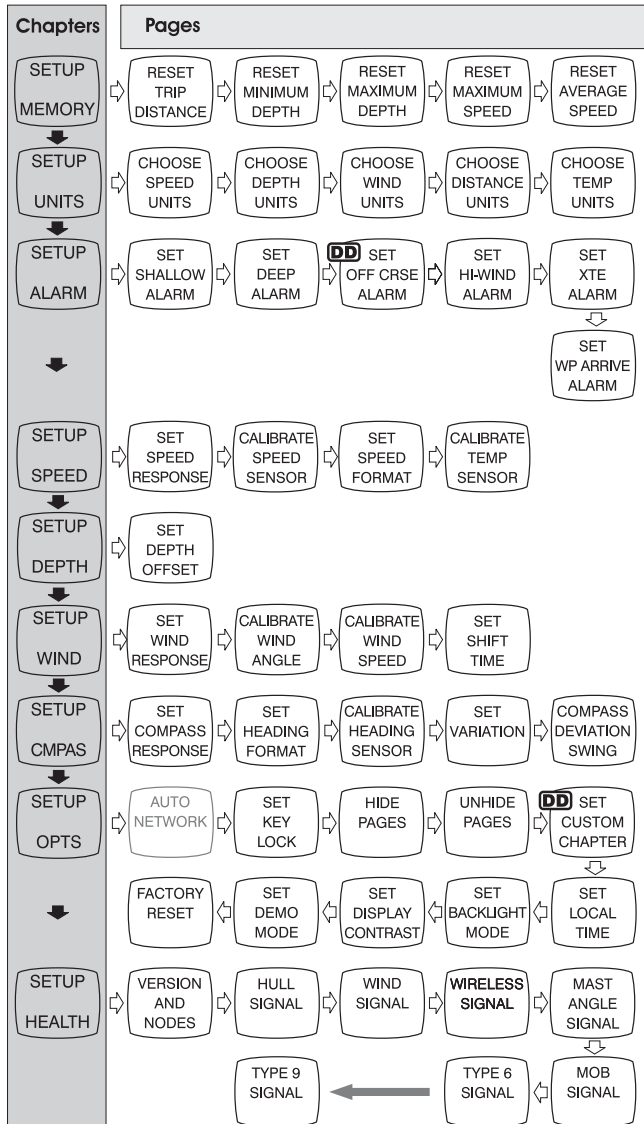 Chapters
Pages
SETUP
MEMORY
RESET
TRIP
DISTANCE
RESET
MINIMUM
DEPTH
RESET
MAXIMUM
DEPTH
RESET
MAXIMUM
SPEED
RESET
AVERAGE
SPEED
SETUP
UNITS
CHOOSE
SPEED
UNITS
CHOOSE
DEPTH
UNITS
CHOOSE
WIND
UNITS
CHOOSE
DISTANCE
UNITS
CHOOSE
TEMP
UNITS
SETUP
ALARM
SET
SHALLOW
ALARM
SET
DEEP
ALARM
DD
SET
OFF CRSE
ALARM
SET
HI-WIND
ALARM
SET
XTE
ALARM
SET
WP ARRIVE
ALARM
SETUP
SPEED
SET
SPEED
RESPONSE
CALIBRATE
SPEED
SENSOR
SET
SPEED
FORMAT
CALIBRATE
TEMP
SENSOR
SETUP
DEPTH
SET
DEPTH
OFFSET
SETUP
WIND
SET
WIND
RESPONSE
CALIBRATE
WIND
ANGLE
CALIBRATE
WIND
SPEED
SET
SHIFT
TIME
SETUP
CMPAS
SET
COMPASS
RESPONSE
SET
HEADING
FORMAT
CALIBRATE
HEADING
SENSOR
SET
VARIATION
COMPASS
DEVIATION
SWING
SETUP
OPTS
AUTO
NETWORK
SET
KEY
LOCK
HIDE
PAGES
UNHIDE
PAGES
DD
SET
CUSTOM
CHAPTER
SET
LOCAL
TIME
SET
BACKLIGHT
MODE
SET
DISPLAY
CONTRAST
SET
DEMO
MODE
FACTORY
RESET
SETUP
HEALTH
VERSION
AND
NODES
HULL
SIGNAL
WIND
SIGNAL
WIRELESS
SIGNAL
MAST
ANGLE
SIGNAL
MOB
SIGNAL
TYPE 6
SIGNAL
TYPE 9
SIGNAL